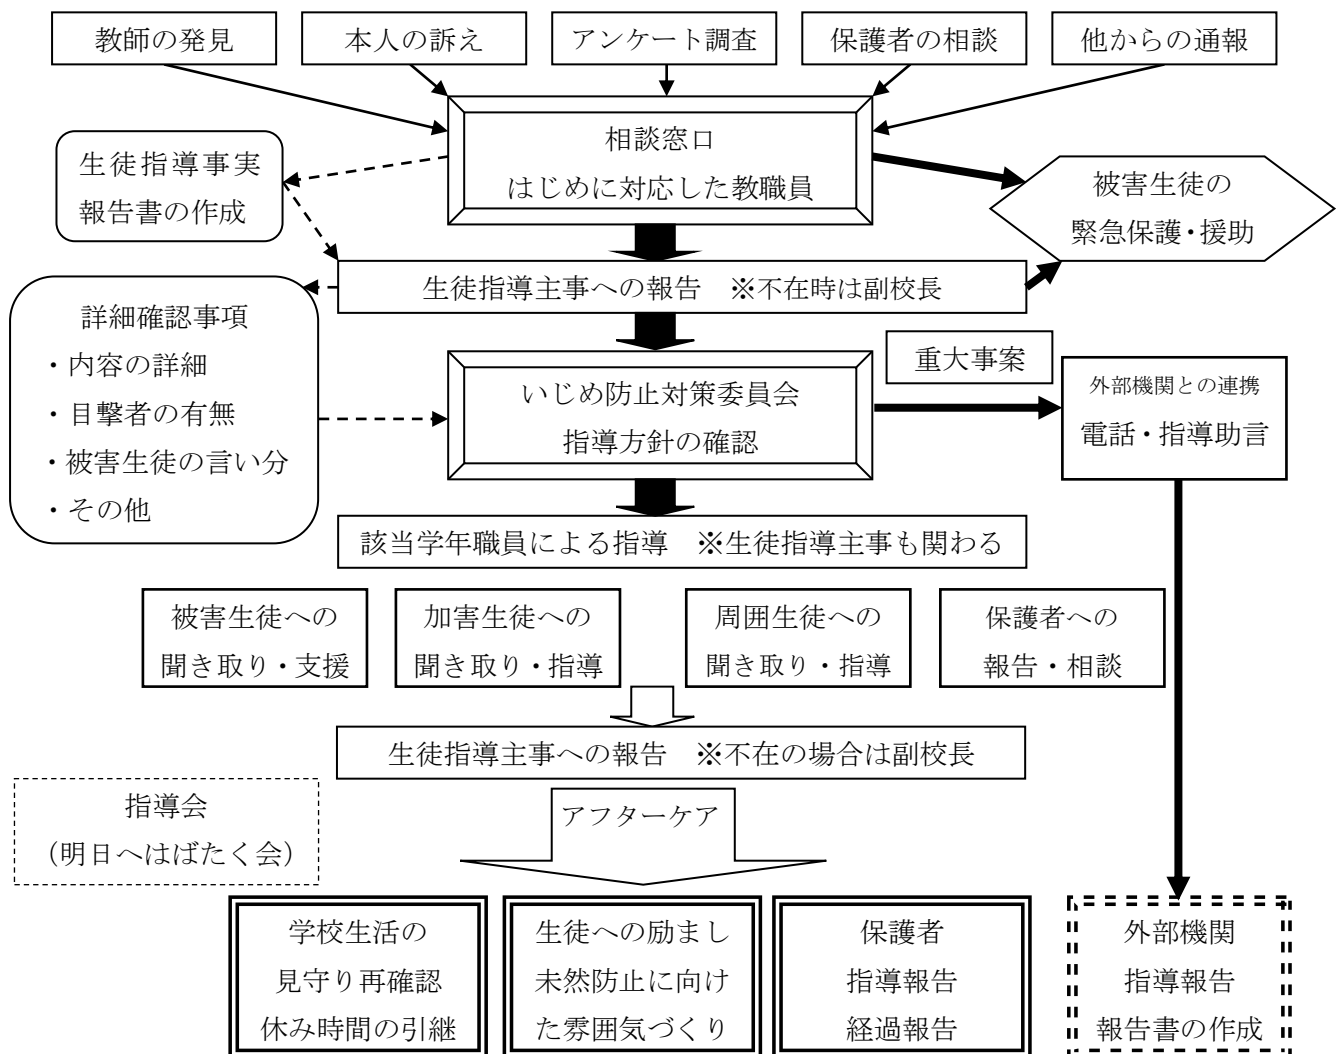 教師の発見
本人の訴え
アンケート調査
保護者の相談
他からの通報
相談窓口
はじめに対応した教職員
生徒指導事実
報告書の作成
被害生徒の
緊急保護・援助
生徒指導主事への報告　※不在時は副校長
詳細確認事項
・内容の詳細
・目撃者の有無
・被害生徒の言い分
・その他
いじめ防止対策委員会
指導方針の確認
重大事案
外部機関との連携
電話・指導助言
該当学年職員による指導　※生徒指導主事も関わる
被害生徒への
聞き取り・支援
加害生徒への
聞き取り・指導
周囲生徒への
聞き取り・指導
保護者への
報告・相談
生徒指導主事への報告　※不在の場合は副校長
指導会
（明日へはばたく会）
アフターケア
学校生活の
見守り再確認
休み時間の引継
生徒への励まし
未然防止に向け
た雰囲気づくり
保護者
指導報告
経過報告
外部機関
指導報告
報告書の作成